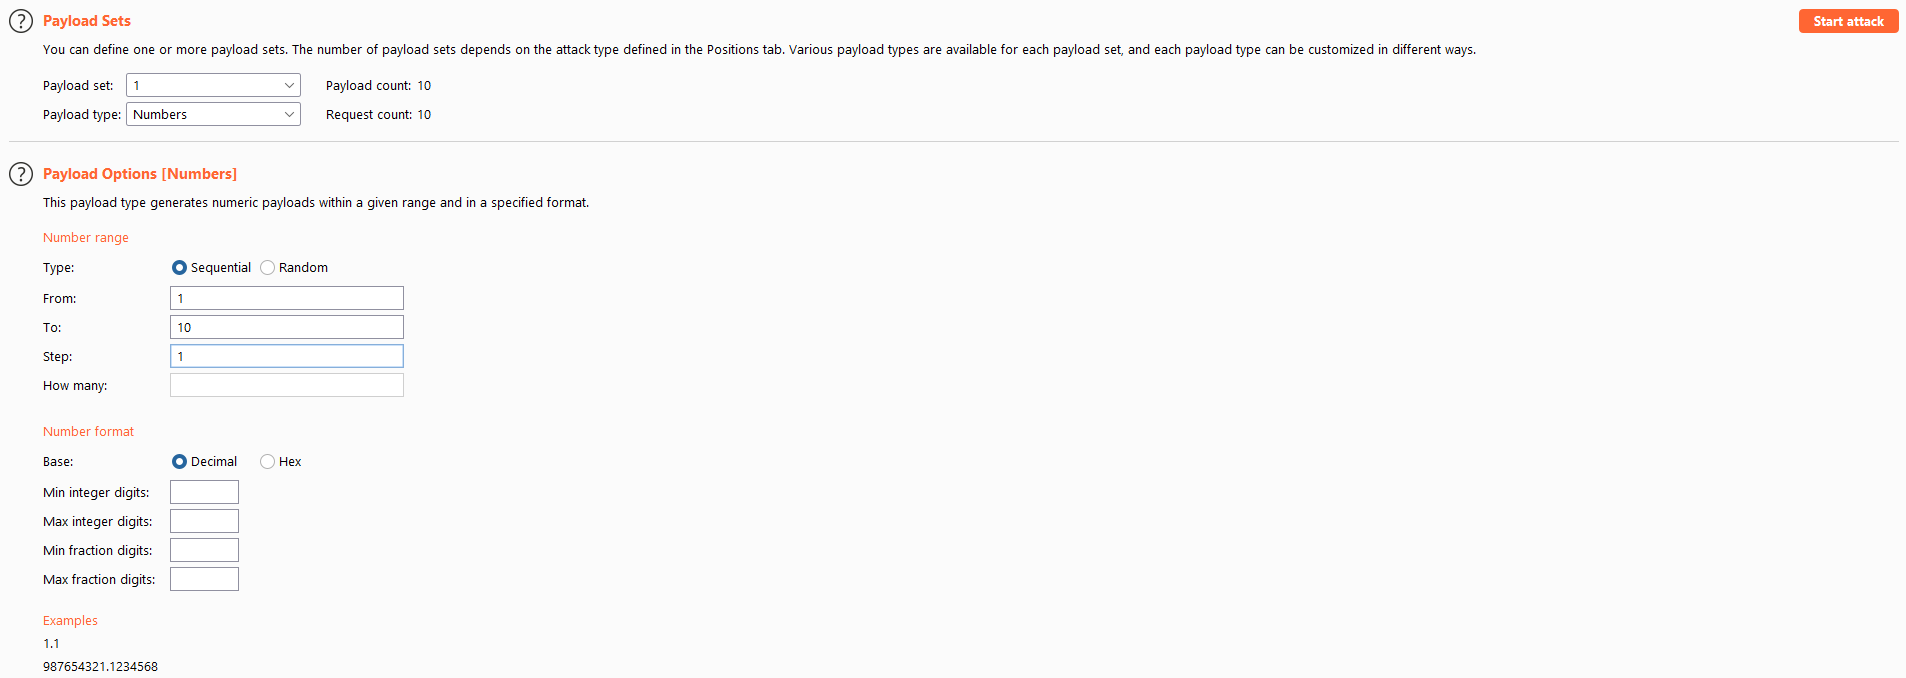 ? Payload Sets
Start attack
You can define one or more payload sets. The number of payload sets depends on the attack type defined in the Positions tab. Various payload types are available for each payload set, and each payload type can be customized in different ways.
Payload set: 1 Payload count: 10
Payload type: Numbers Request count: 10
? Payload Options [Numbers]
This payload type generates numeric payloads within a given range and in a specified format.
Number range
Type: Sequential Random
From: 1
To: 10
Step: 1
How many:
Number format
Base: Decimal Hex
Min integer digits:
Max integer digits:
Min fraction digits:
Max fraction digits:
Examples
1.1
987654321.1234568